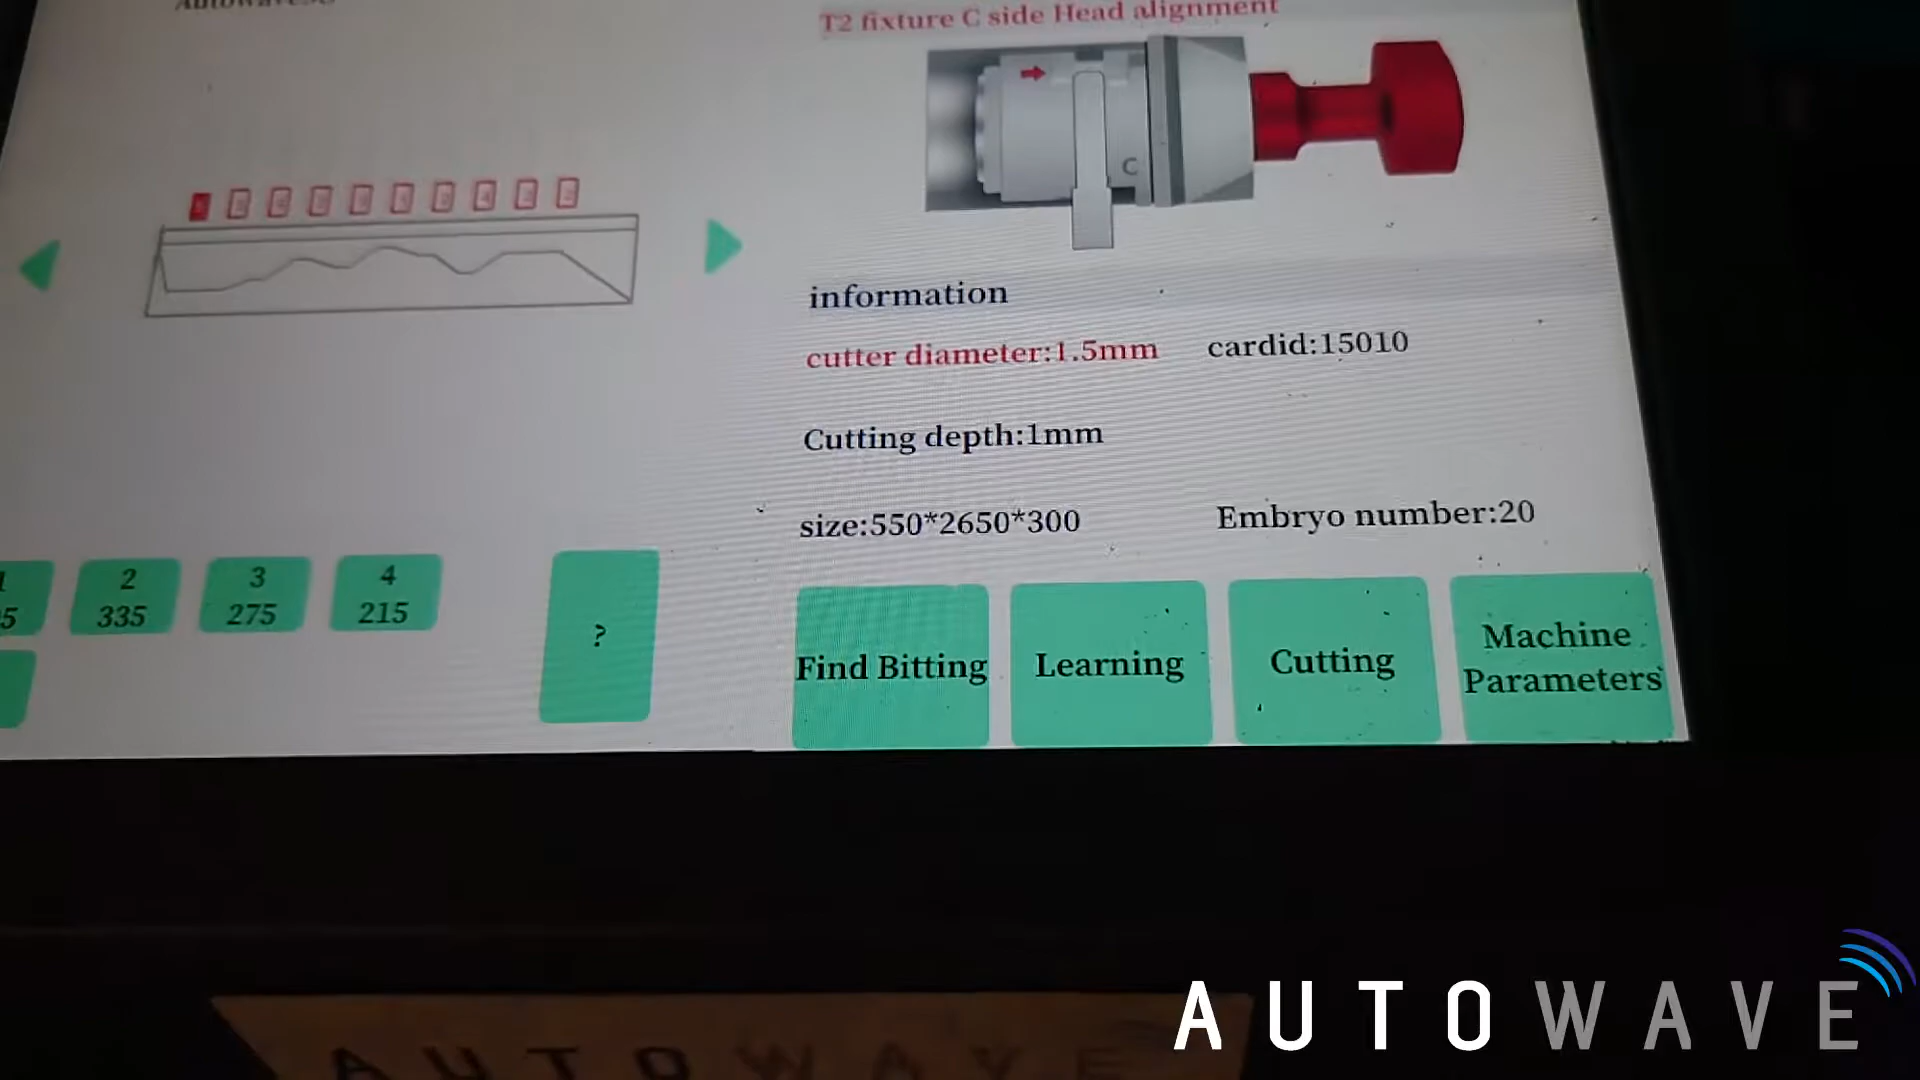 T2 fixture C side Head alignment
C
information
cutter diameter:1.5mm cardid:15010
Cutting depth:1mm
size:550*2650*300 Embryo number:20
2
335
3
275
4
215
?
Find Bitting
Learning
Cutting
Machine
Parameters
AUTOWAVE
AUTOWAVE